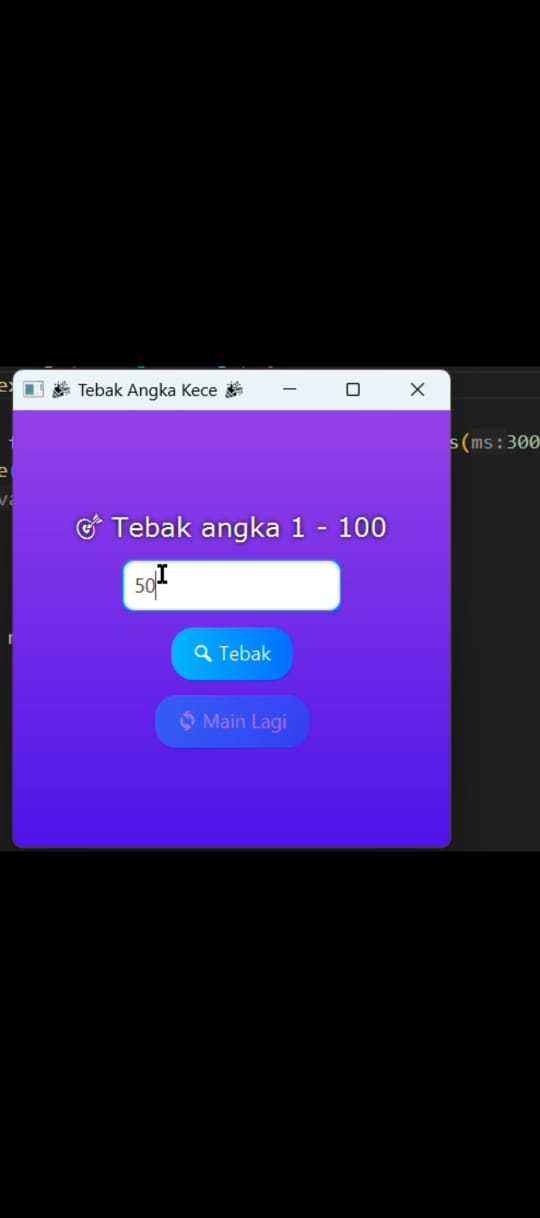 Tebak Angka Kece
s(ms:300
Tebak angka 1 - 100
50
Tebak
Main Lagi